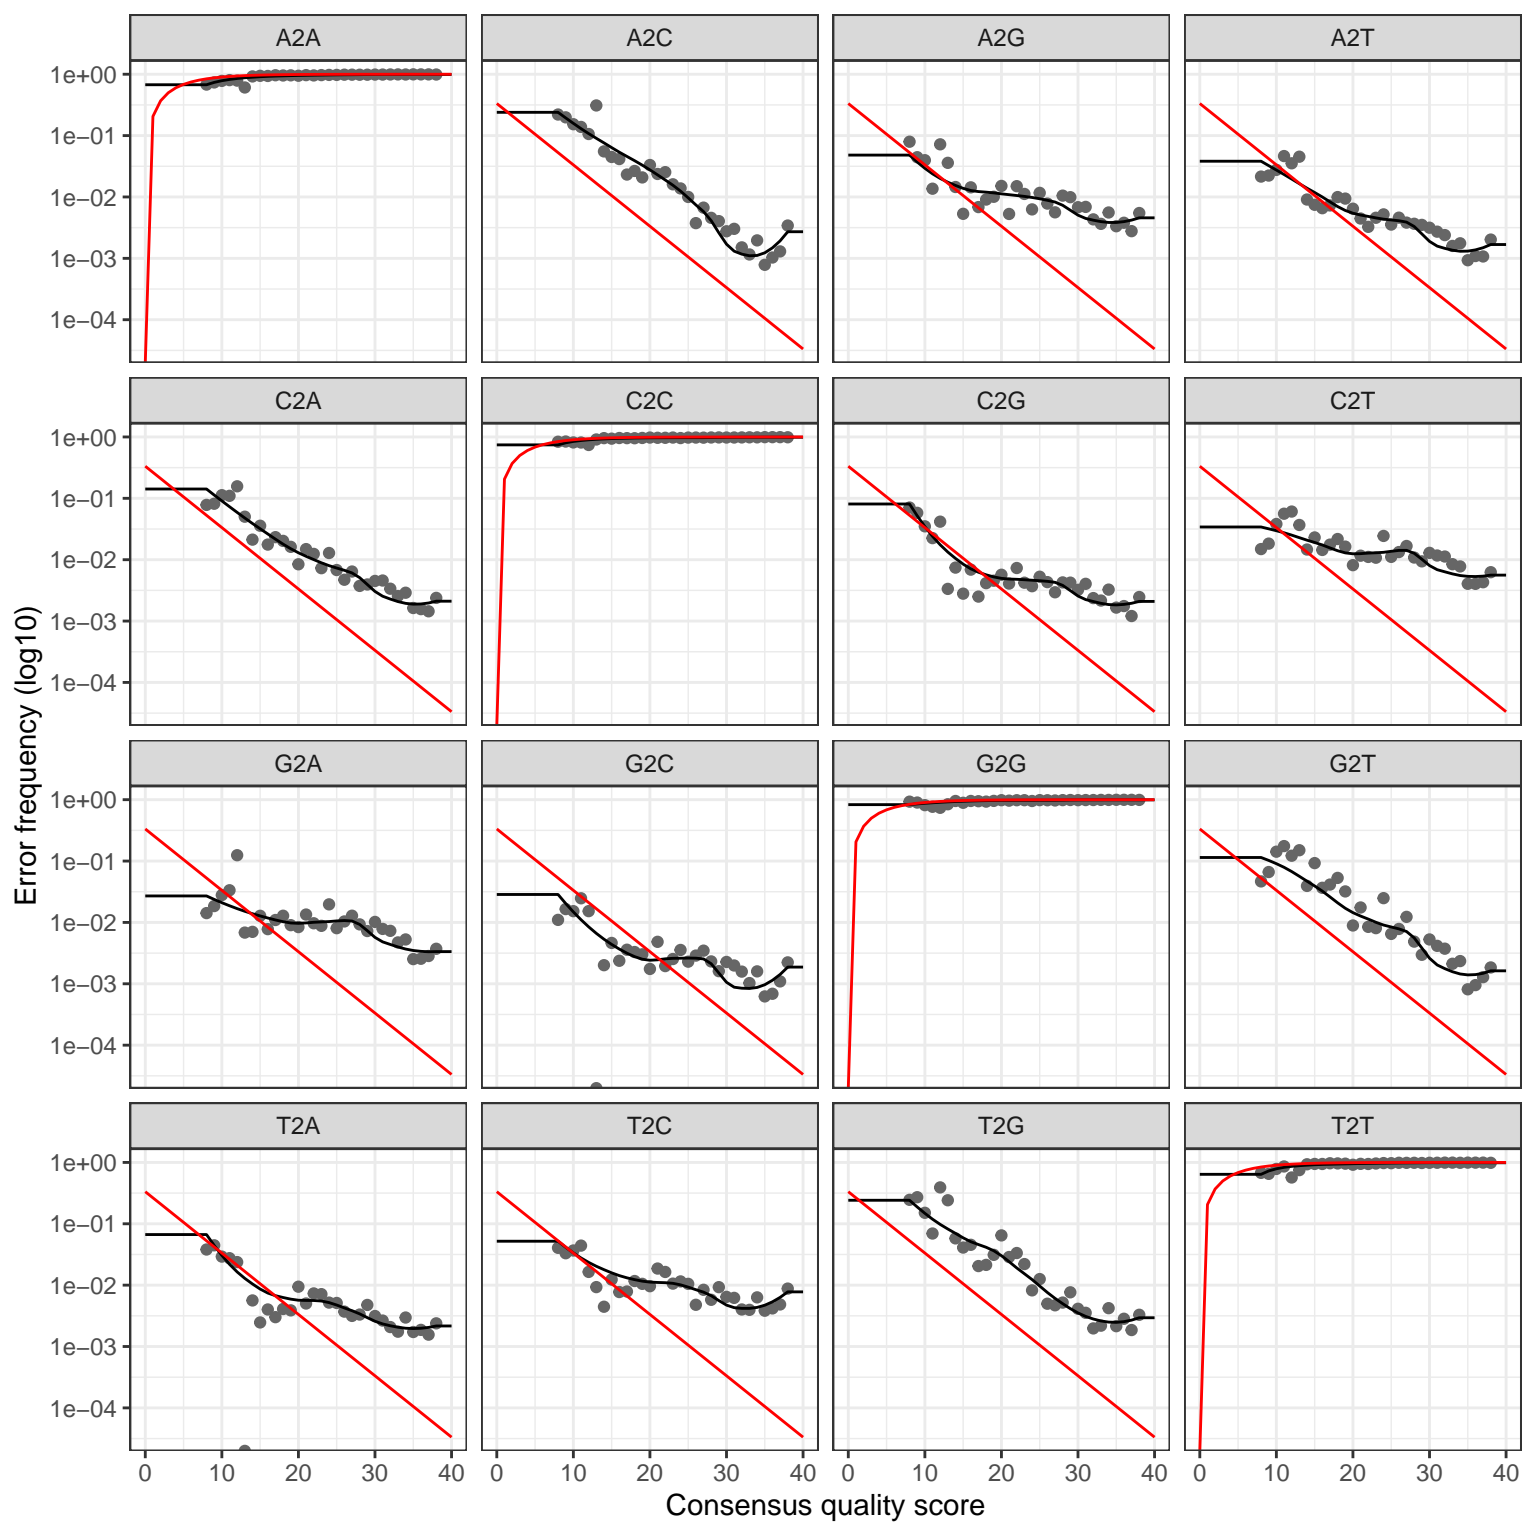 A2A A2C A2G A2T
1e+00
1e−01
1e−02
1e−03
1e−04
C2A C2C C2G C2T
1e+00
1e−01
1e−02
1e−03
1e−04
G2A G2C G2G G2T
1e+00
1e−01
1e−02
1e−03
1e−04
T2A T2C T2G T2T
1e+00
1e−01
1e−02
1e−03
1e−04
0 10 20 30 40 0 10 20 30 40 0 10 20 30 40 0 10 20 30 40
Consensus quality score
Error frequency (log10)